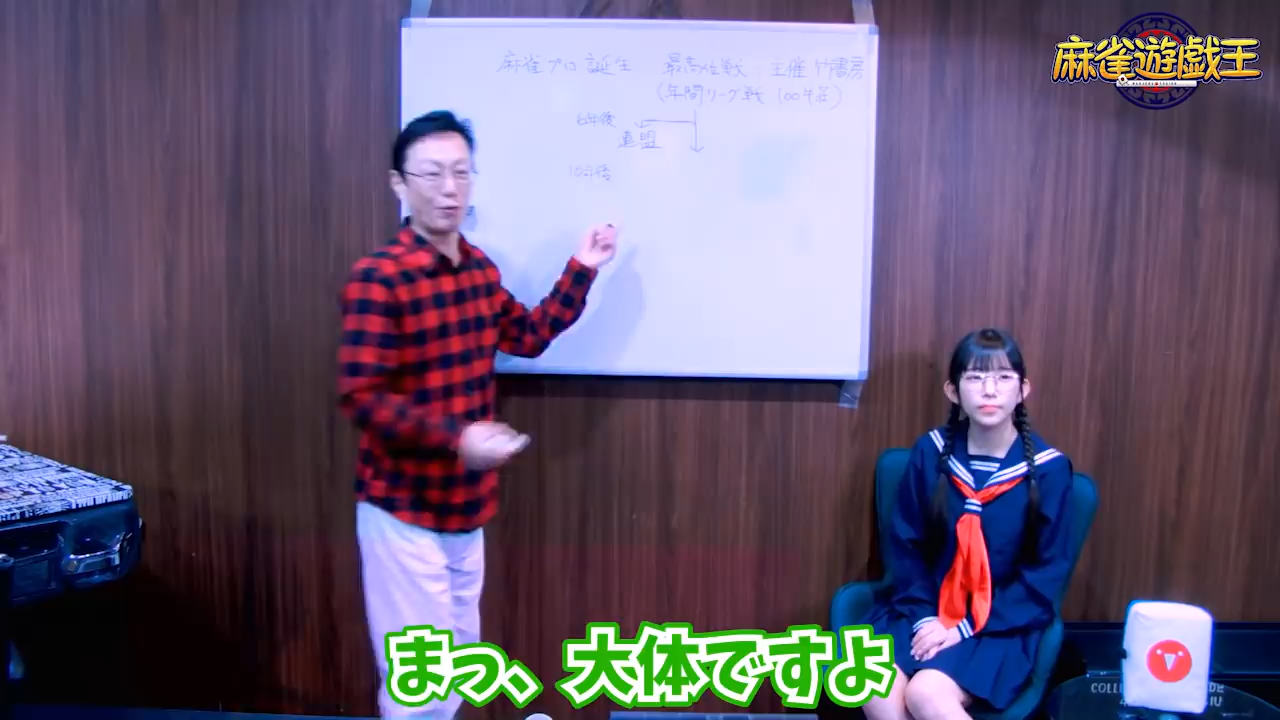 麻雀遊戯王
麻雀プロ誕生 最高位戦 主催 竹書房
(年間リーグ戦 100半荘)
6年後
連盟
10年後
まっ、大体ですよ